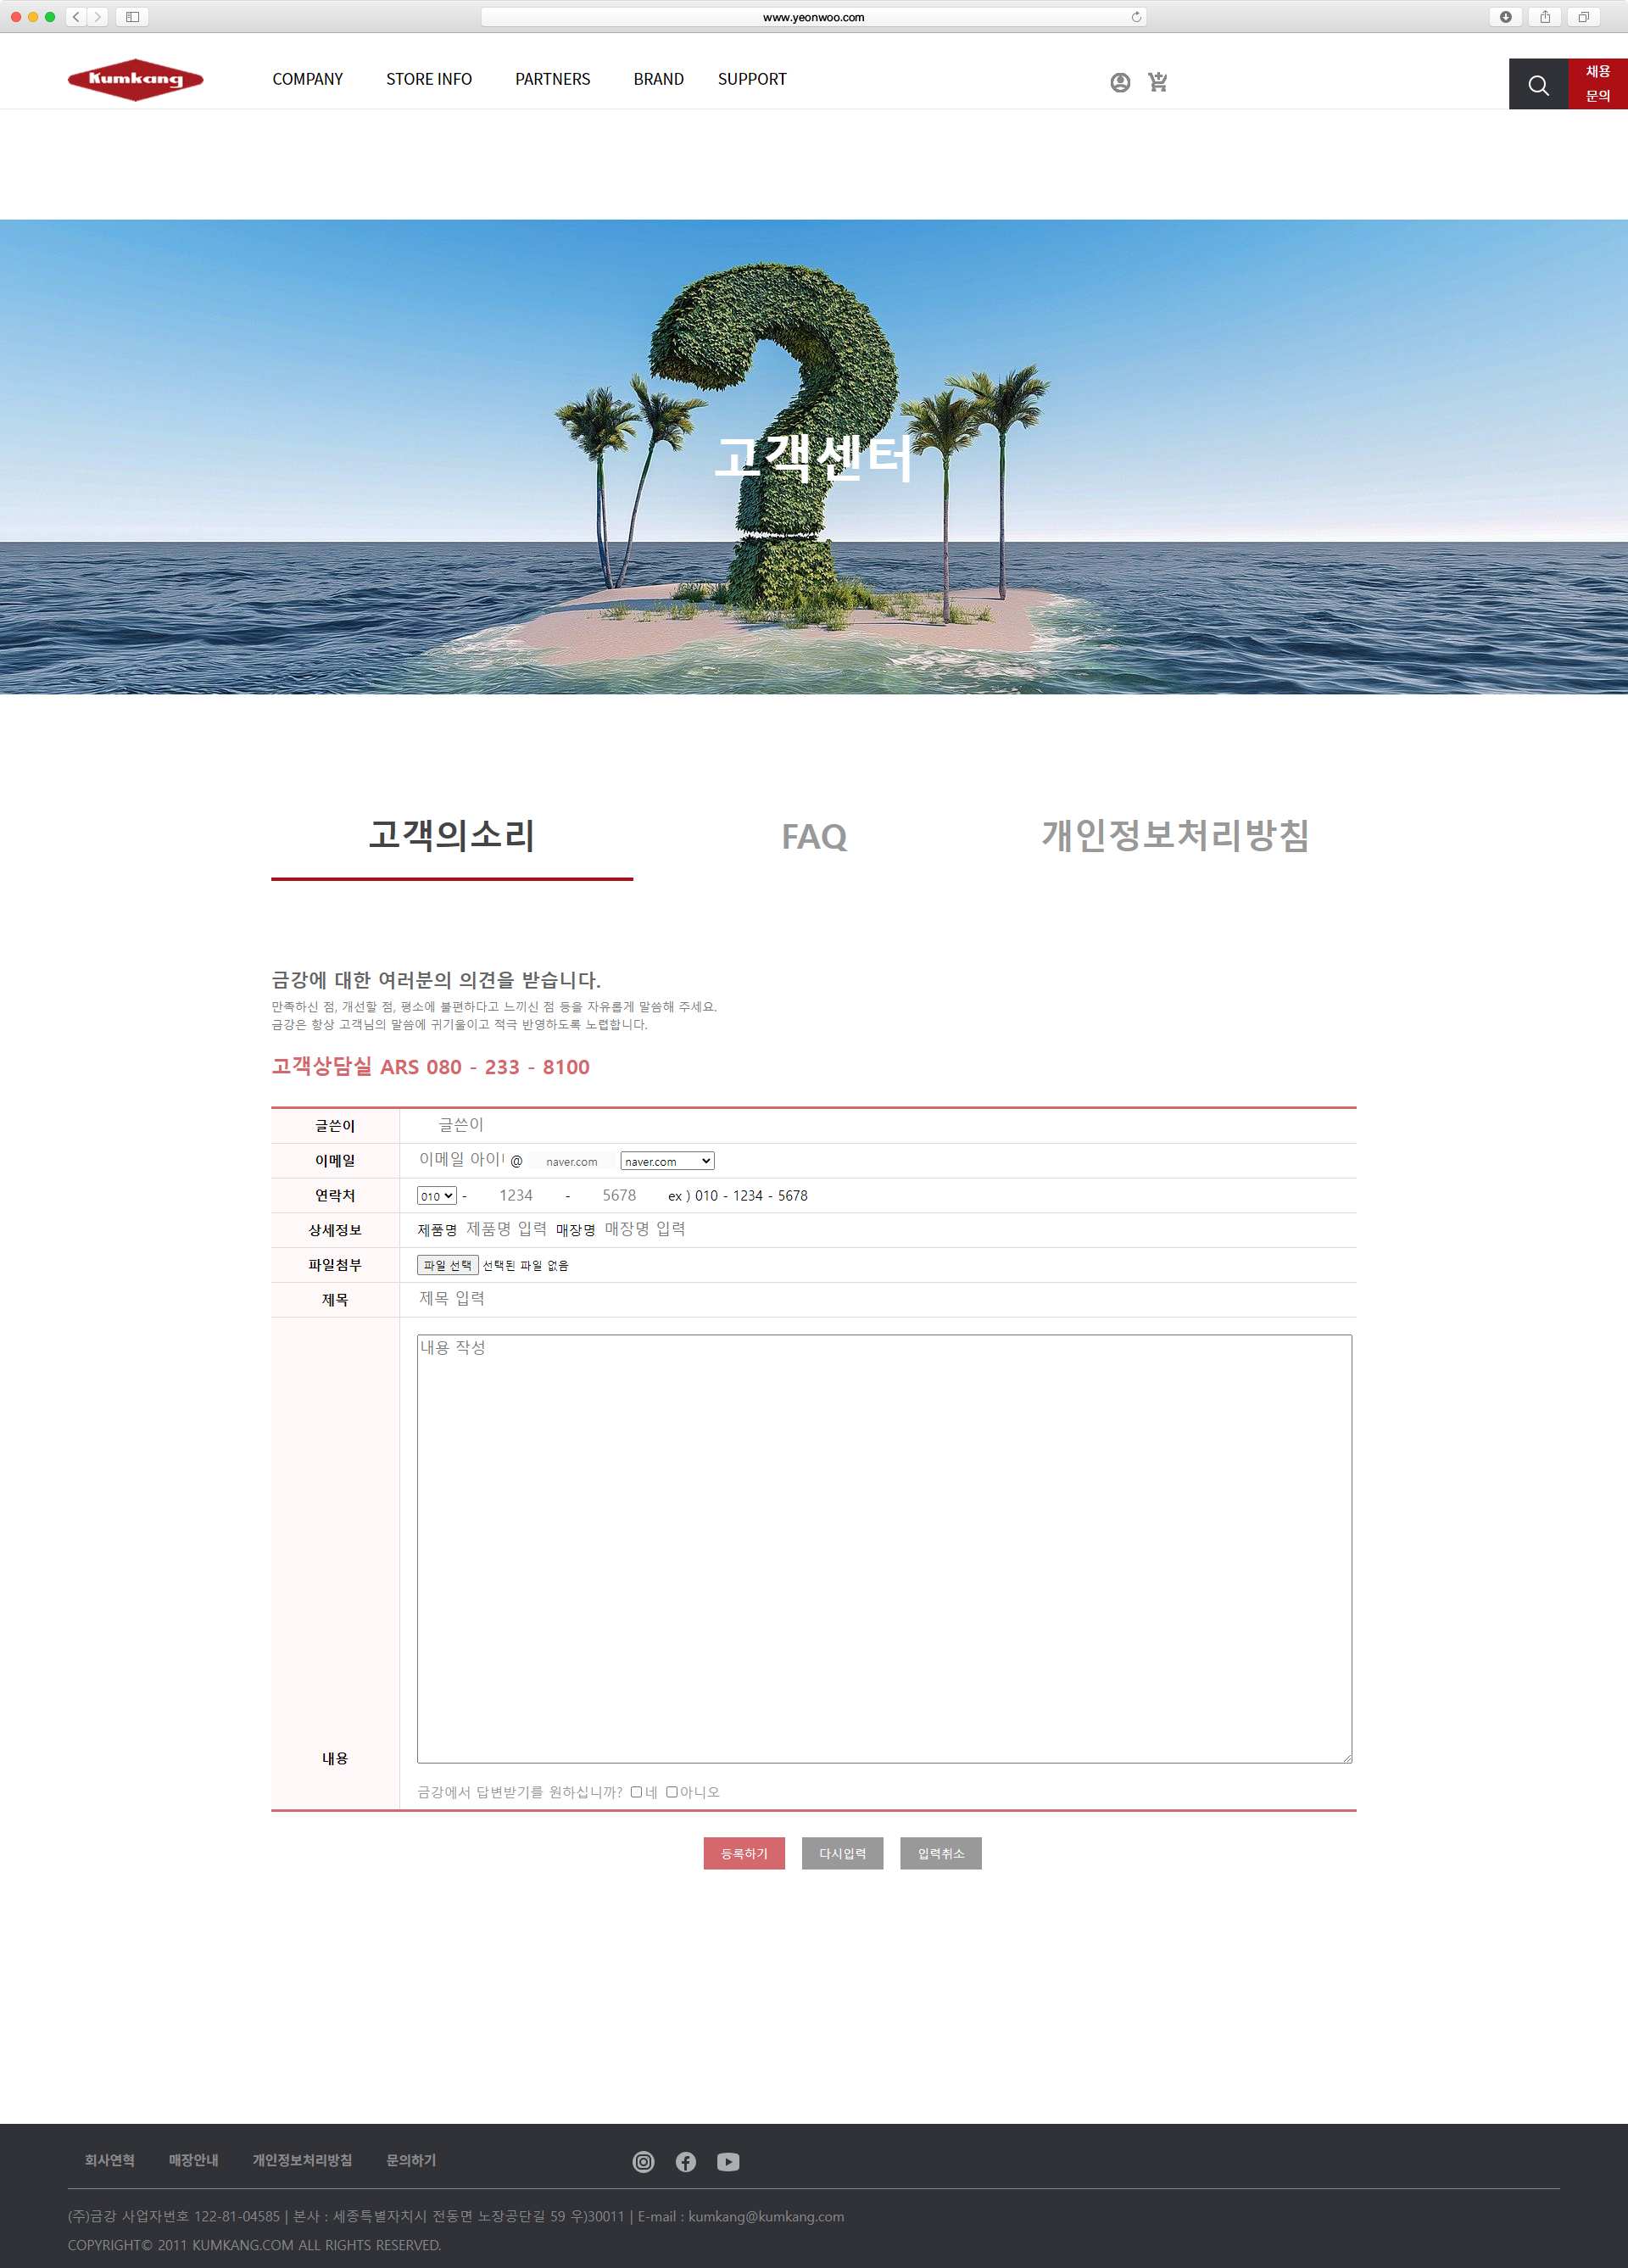 www.yeonwoo.com
Kumkang
COMPANY STORE INFO PARTNERS BRAND SUPPORT
채용
문의
고객센터
고객의소리 FAQ 개인정보처리방침
금강에 대한 여러분의 의견을 받습니다.
만족하신 점, 개선할 점, 평소에 불편하다고 느끼신 점 등을 자유롭게 말씀해 주세요.
금강은 항상 고객님의 말씀에 귀기울이고 적극 반영하도록 노렵합니다.
고객상담실 ARS 080 - 233 - 8100
글쓴이 글쓴이
이메일 이메일 아이 @ naver.com naver.com
연락처 010 - 1234 - 5678 ex ) 010 - 1234 - 5678
상세정보 제품명 제품명 입력 매장명 매장명 입력
파일첨부 파일 선택 선택된 파일 없음
제목 제목 입력
내용 작성
내용
금강에서 답변받기를 원하십니까? 네 아니오
등록하기 다시입력 입력취소
회사연혁 매장안내 개인정보처리방침 문의하기
(주)금강 사업자번호 122-81-04585 | 본사 : 세종특별자치시 전동면 노장공단길 59 우)30011 | E-mail : kumkang@kumkang.com
COPYRIGHT© 2011 KUMKANG.COM ALL RIGHTS RESERVED.